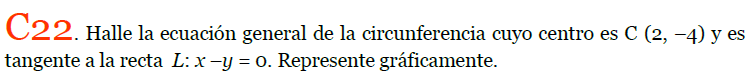 C22. Halle la ecuación general de la circunferencia cuyo centro es C (2, –4) y es
tangente a la recta L: x –y = 0. Represente gráficamente.